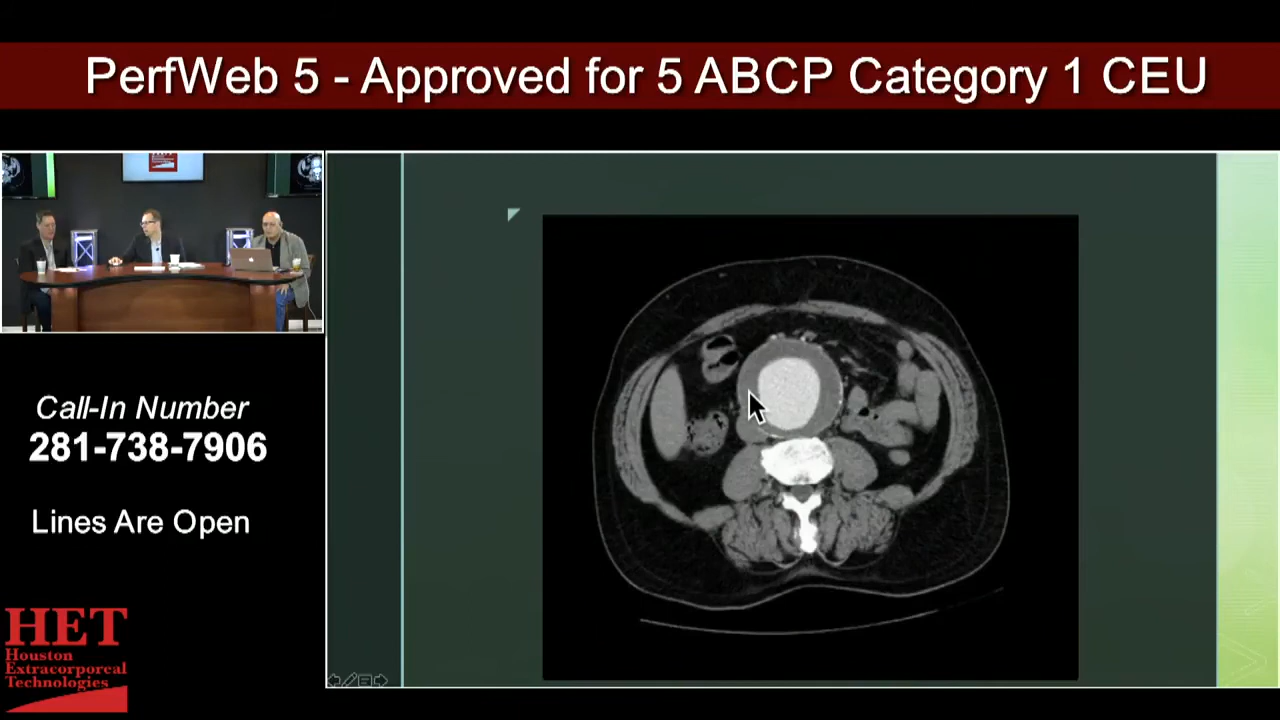 PerfWeb 5 - Approved for 5 ABCP Category 1 CEU
HET
Call-In Number
281-738-7906
Lines Are Open
HET
Houston
Extracorporeal
Technologies